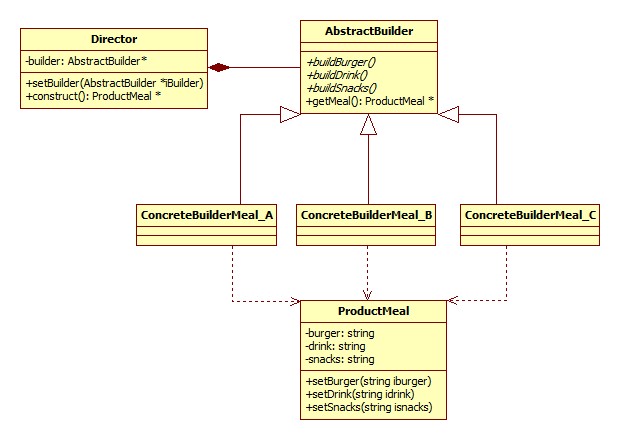 Director
-builder: AbstractBuilder*
+setBuilder(AbstractBuilder *iBuilder)
+construct(): ProductMeal *
AbstractBuilder
+buildBurger()
+buildDrink()
+buildSnacks()
+getMeal(): ProductMeal *
ConcreteBuilderMeal_A
ConcreteBuilderMeal_B
ConcreteBuilderMeal_C
ProductMeal
-burger: string
-drink: string
-snacks: string
+setBurger(string iburger)
+setDrink(string idrink)
+setSnacks(string isnacks)